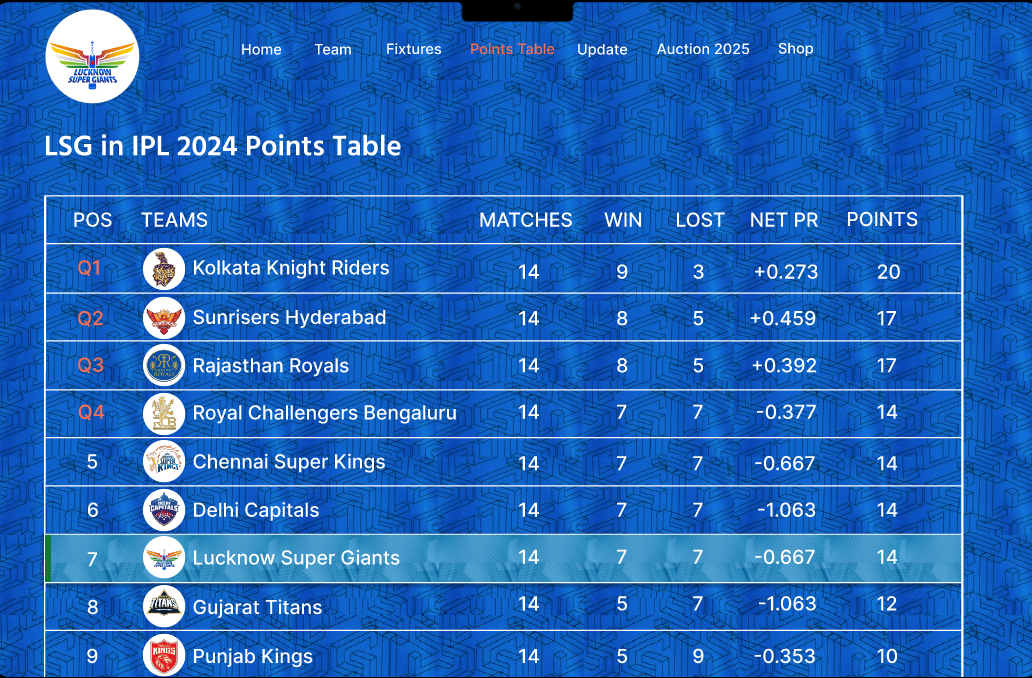 LUCKNOW
SUPER GIANTS
Home Team Fixtures Points Table Update Auction 2025 Shop
LSG in IPL 2024 Points Table
POS TEAMS MATCHES WIN LOST NET PR POINTS
Q1 Kolkata Knight Riders 14 9 3 +0.273 20
Q2 Sunrisers Hyderabad 14 8 5 +0.459 17
Q3 Rajasthan Royals 14 8 5 +0.392 17
Q4 Royal Challengers Bengaluru 14 7 7 -0.377 14
5 Chennai Super Kings 14 7 7 -0.667 14
6 Delhi Capitals 14 7 7 -1.063 14
7 Lucknow Super Giants 14 7 7 -0.667 14
8 TITANS Gujarat Titans 14 5 7 -1.063 12
9 KINGS Punjab Kings 14 5 9 -0.353 10